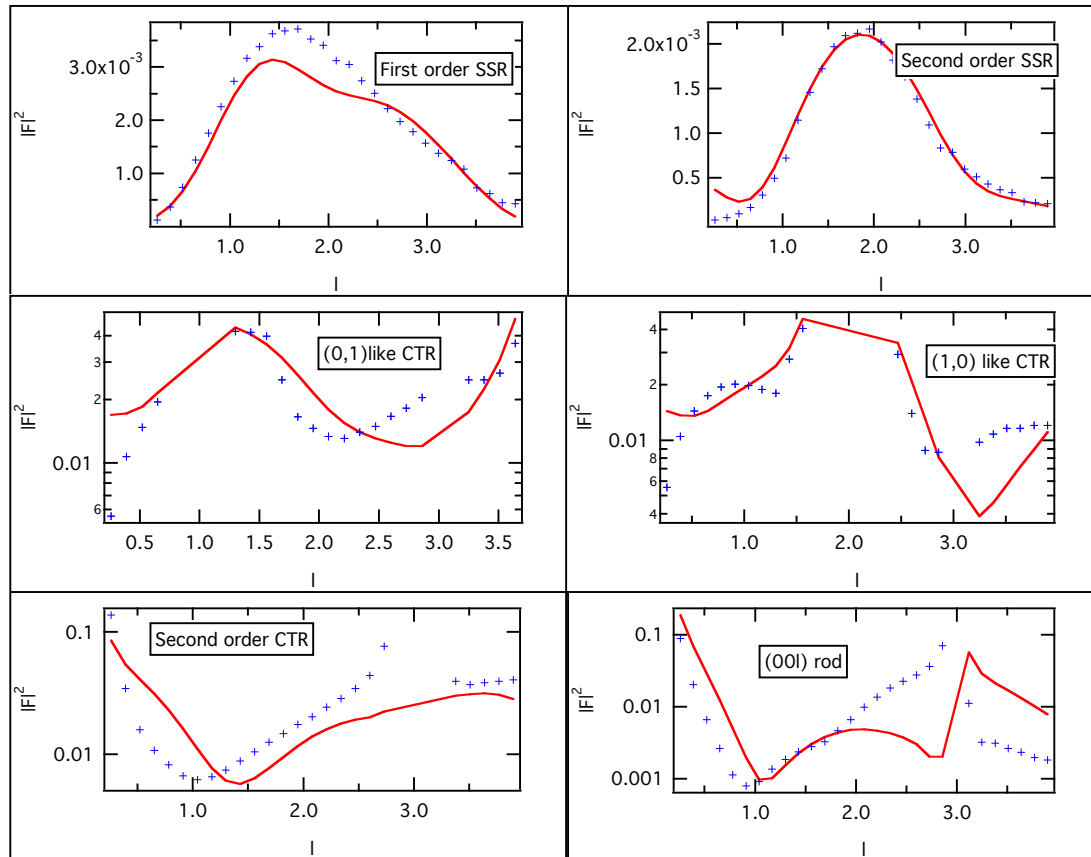 3.0x10-3
2.0
1.0
1.0
2.0
3.0
|F|2
l
First order SSR
2.0x10-3
1.5
1.0
0.5
1.0
2.0
3.0
|F|2
l
Second order SSR
4
3
2
0.01
6
0.5
1.0
1.5
2.0
2.5
3.0
3.5
|F|2
l
(0,1)like CTR
4
2
0.01
8
6
4
1.0
2.0
3.0
|F|2
l
(1,0) like CTR
0.1
0.01
1.0
2.0
3.0
|F|2
l
Second order CTR
0.1
0.01
0.001
1.0
2.0
3.0
|F|2
l
(00l) rod